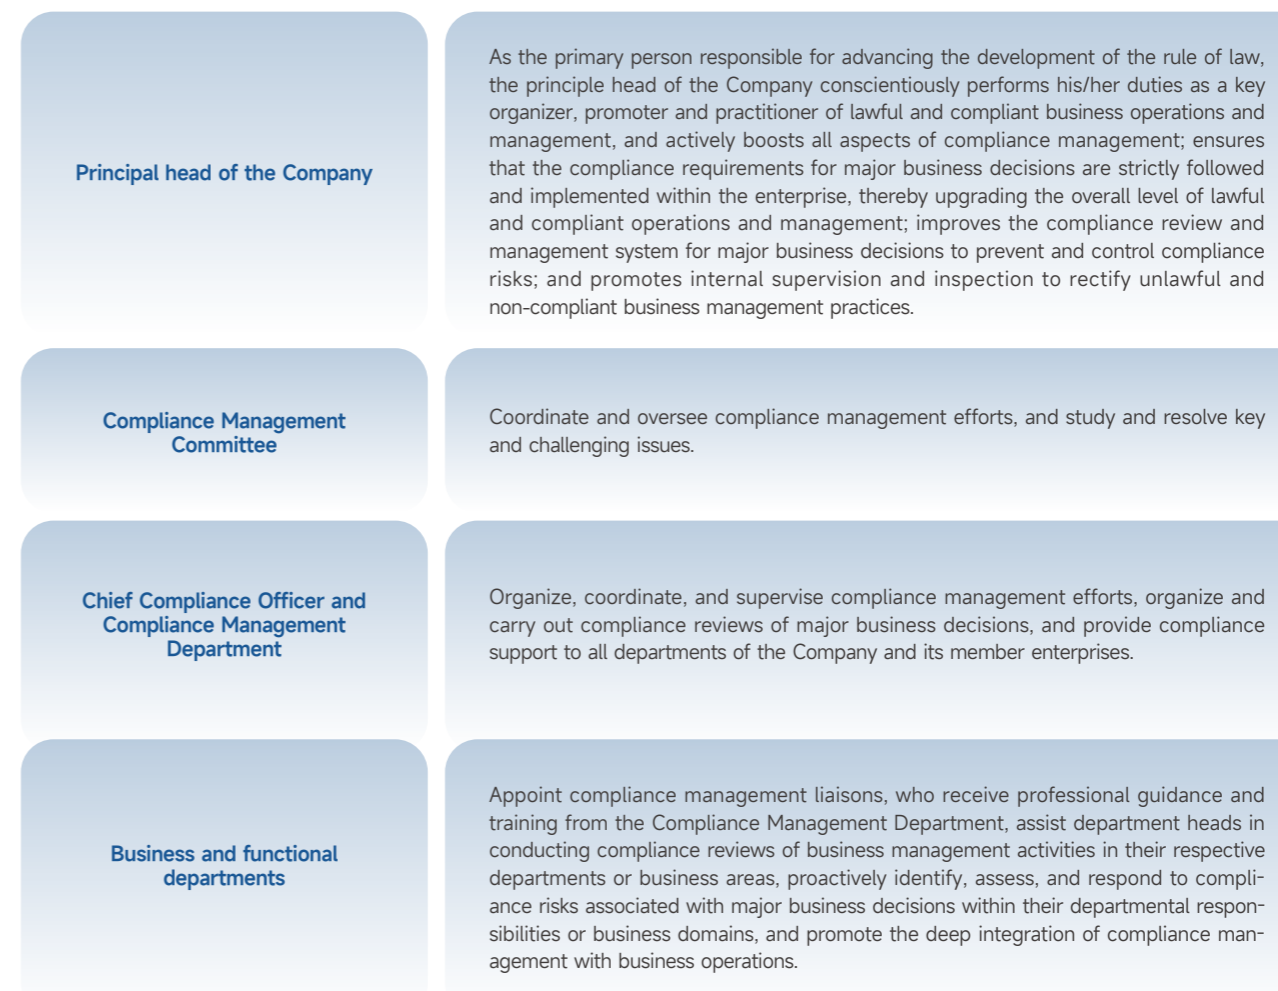 Principal head of the Company
As the primary person responsible for advancing the development of the rule of law,
the principle head of the Company conscientiously performs his/her duties as a key
organizer, promoter and practitioner of lawful and compliant business operations and
management, and actively boosts all aspects of compliance management; ensures
that the compliance requirements for major business decisions are strictly followed
and implemented within the enterprise, thereby upgrading the overall level of lawful
and compliant operations and management; improves the compliance review and
management system for major business decisions to prevent and control compliance
risks; and promotes internal supervision and inspection to rectify unlawful and
non-compliant business management practices.
Compliance Management
Committee
Coordinate and oversee compliance management efforts, and study and resolve key
and challenging issues.
Chief Compliance Officer and
Compliance Management
Department
Organize, coordinate, and supervise compliance management efforts, organize and
carry out compliance reviews of major business decisions, and provide compliance
support to all departments of the Company and its member enterprises.
Business and functional
departments
Appoint compliance management liaisons, who receive professional guidance and
training from the Compliance Management Department, assist department heads in
conducting compliance reviews of business management activities in their respective
departments or business areas, proactively identify, assess, and respond to compli-
ance risks associated with major business decisions within their departmental respon-
sibilities or business domains, and promote the deep integration of compliance man-
agement with business operations.